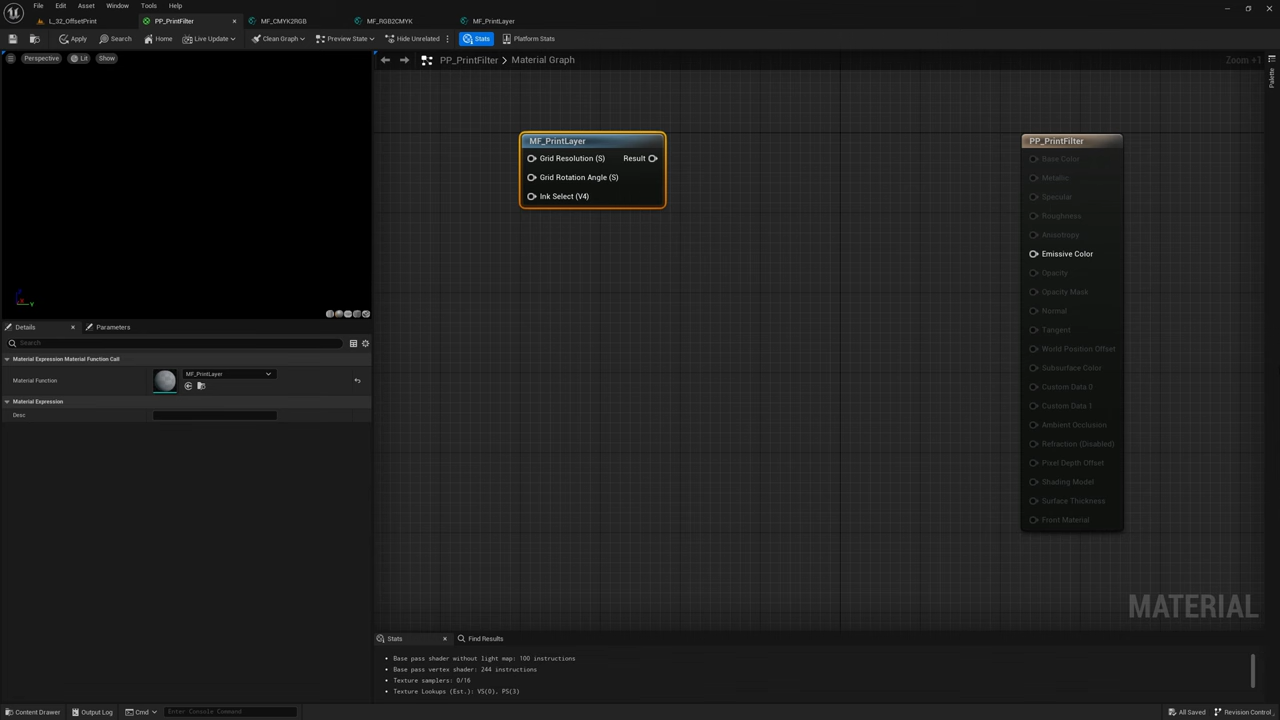 File Edit Asset Window Tools Help
L_32_OffsetPrint PP_PrintFilter MF_CMYK2RGB MF_RGB2CMYK MF_PrintLayer
Apply Search Home Live Update Clean Graph Preview State Hide Unrelated Stats Platform Stats
Perspective Lit Show
PP_PrintFilter > Material Graph
Zoom +1
Palette
MF_PrintLayer
Grid Resolution (S) Result
Grid Rotation Angle (S)
Ink Select (V4)
PP_PrintFilter
Base Color
Metallic
Specular
Roughness
Anisotropy
Emissive Color
Opacity
Opacity Mask
Normal
Tangent
World Position Offset
Subsurface Color
Custom Data 0
Custom Data 1
Ambient Occlusion
Refraction (Disabled)
Pixel Depth Offset
Shading Model
Surface Thickness
Front Material
MATERIAL
Details Parameters
Search
Material Expression Material Function Call
Material Function MF_PrintLayer
Material Expression
Desc
Stats Find Results
Base pass shader without light map: 100 instructions
Base pass vertex shader: 244 instructions
Texture samplers: 0/16
Texture Lookups (Est.): VS(0), PS(3)
Content Drawer Output Log Cmd Enter Console Command All Saved Revision Control